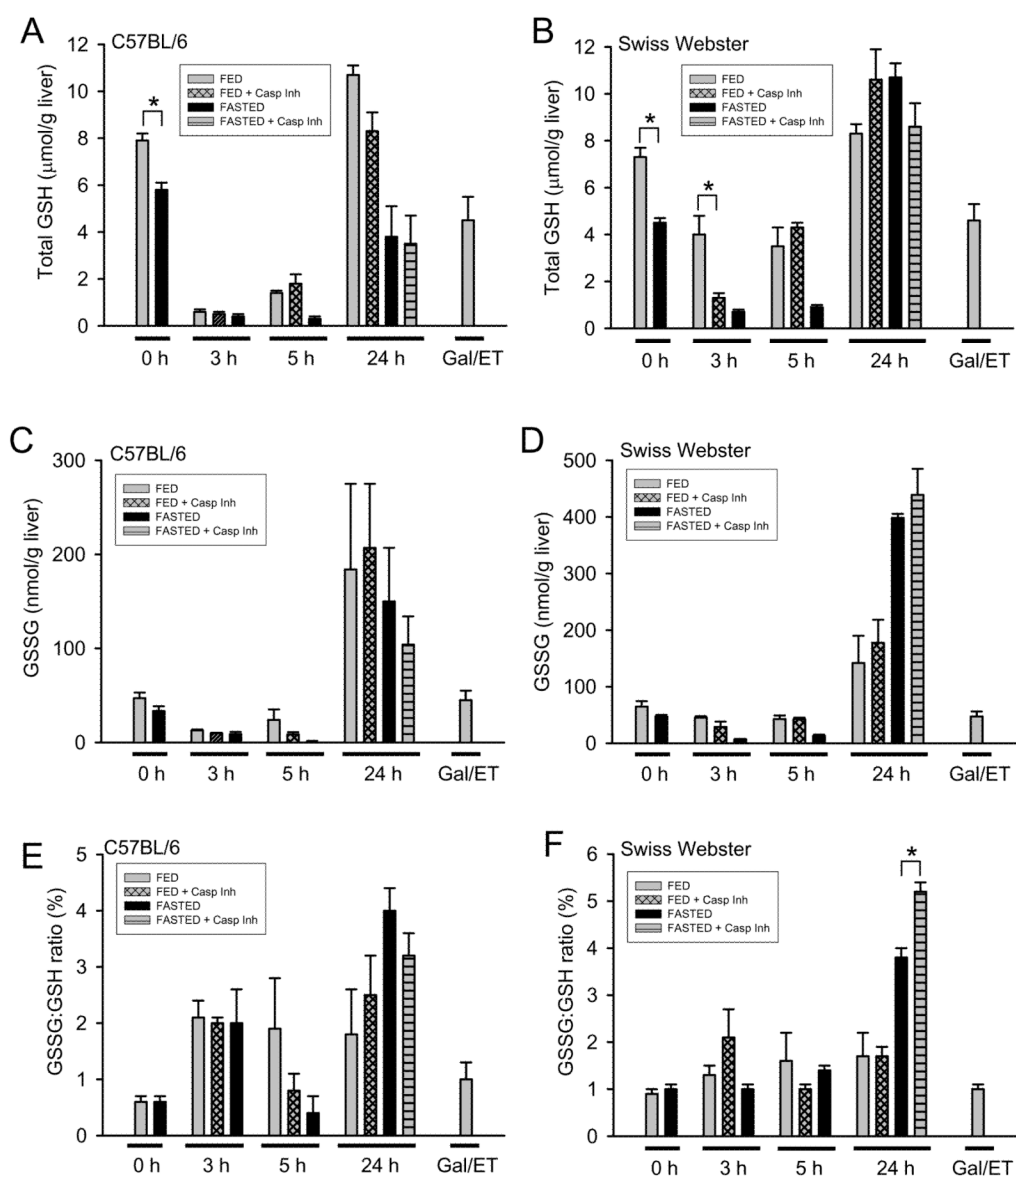 A
C57BL/6
Total GSH (μmol/g liver)
12
10
8
6
4
2
0
FED
FED + Casp Inh
FASTED
FASTED + Casp Inh
*
0 h
3 h
5 h
24 h
Gal/ET
B
Swiss Webster
Total GSH (μmol/g liver)
12
10
8
6
4
2
0
FED
FED + Casp Inh
FASTED
FASTED + Casp Inh
*
*
0 h
3 h
5 h
24 h
Gal/ET
C
C57BL/6
GSSG (nmol/g liver)
300
200
100
0
FED
FED + Casp Inh
FASTED
FASTED + Casp Inh
0 h
3 h
5 h
24 h
Gal/ET
D
Swiss Webster
GSSG (nmol/g liver)
500
400
300
200
100
0
FED
FED + Casp Inh
FASTED
FASTED + Casp Inh
0 h
3 h
5 h
24 h
Gal/ET
E
C57BL/6
GSSG:GSH ratio (%)
5
4
3
2
1
0
FED
FED + Casp Inh
FASTED
FASTED + Casp Inh
0 h
3 h
5 h
24 h
Gal/ET
F
Swiss Webster
GSSG:GSH ratio (%)
6
5
4
3
2
1
0
FED
FED + Casp Inh
FASTED
FASTED + Casp Inh
*
0 h
3 h
5 h
24 h
Gal/ET